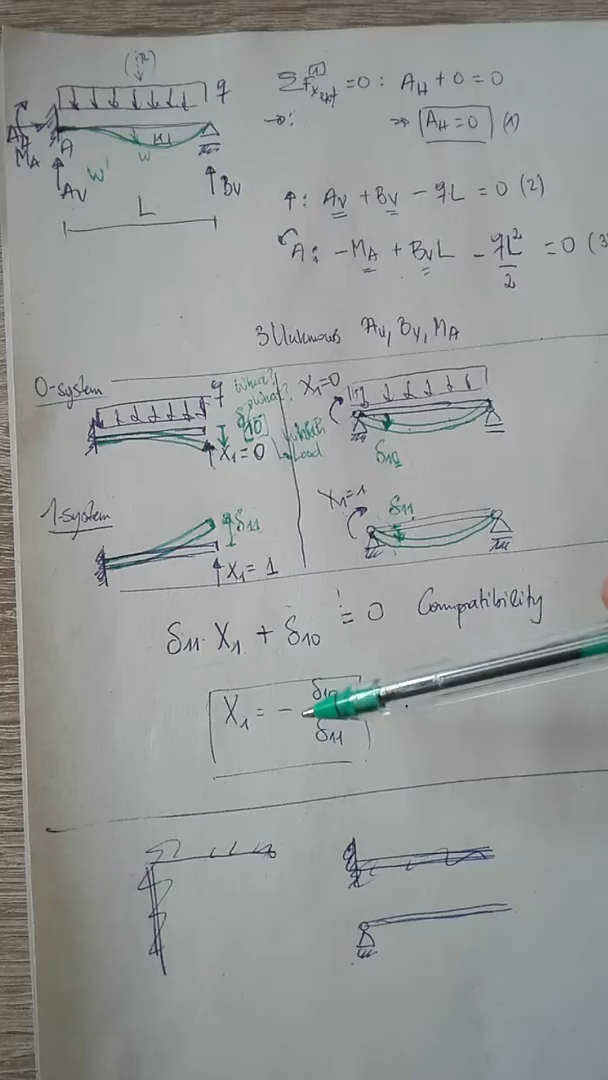 (R)
q
ΣF_x ext = 0 : A_H + 0 = 0
→ : ⇒ A_H = 0 (1)
A_H
M_A
A
w'
w
A_V
B_V
L
↑ : A_V + B_V - qL = 0 (2)
A : - M_A + B_V L - qL²/2 = 0 (3
3 Unknowns A_V, B_V, M_A
0-system
q
Where?
What?
δ10
which
Load
X1 = 0
X1=0
δ10
1-system
δ11
X1 = 1
X1=1
δ11
δ11 · X1 + δ10 != 0 Compatibility
X1 = - δ10 / δ11